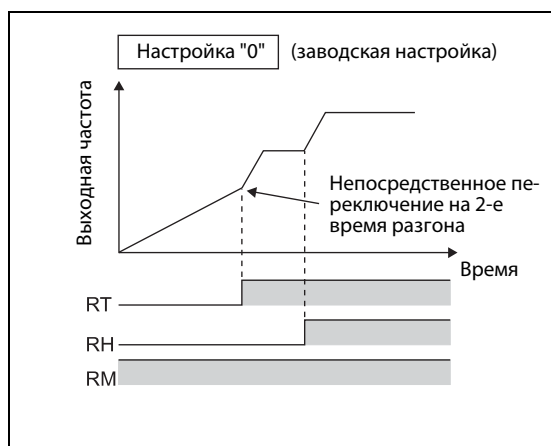 Настройка "0" (заводская настройка)
Выходная частота
Непосредственное пе-
реключение на 2-е
время разгона
Время
RT
RH
RM